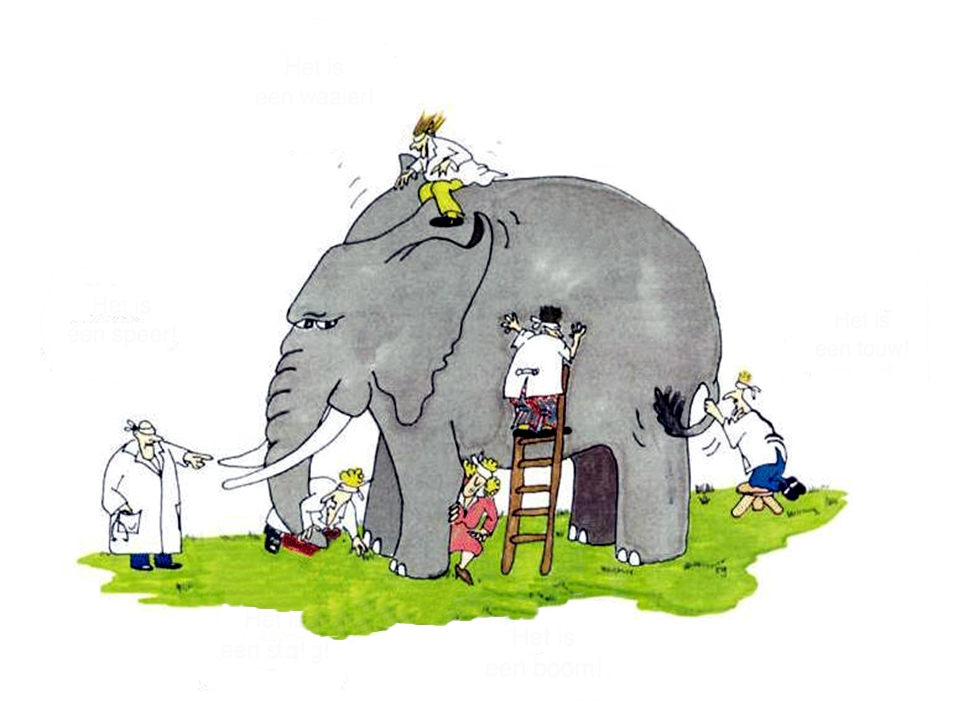 Het is
een waaier!
Het is
een speer!
Het is
een touw!
Het is
een slang!
Het is
een boom!